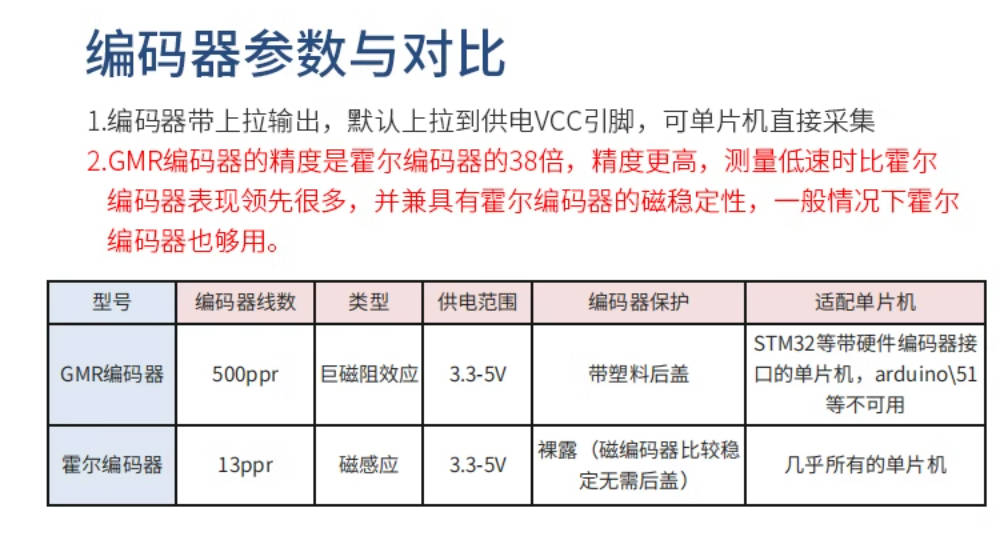 编码器参数与对比
1.编码器带上拉输出，默认上拉到供电VCC引脚，可单片机直接采集
2.GMR编码器的精度是霍尔编码器的38倍，精度更高，测量低速时比霍尔
编码器表现领先很多，并兼具有霍尔编码器的磁稳定性，一般情况下霍尔
编码器也够用。
型号 编码器线数 类型 供电范围 编码器保护 适配单片机
GMR编码器 500ppr 巨磁阻效应 3.3-5V 带塑料后盖 STM32等带硬件编码器接
口的单片机，arduino\51
等不可用
霍尔编码器 13ppr 磁感应 3.3-5V 裸露（磁编码器比较稳
定无需后盖） 几乎所有的单片机